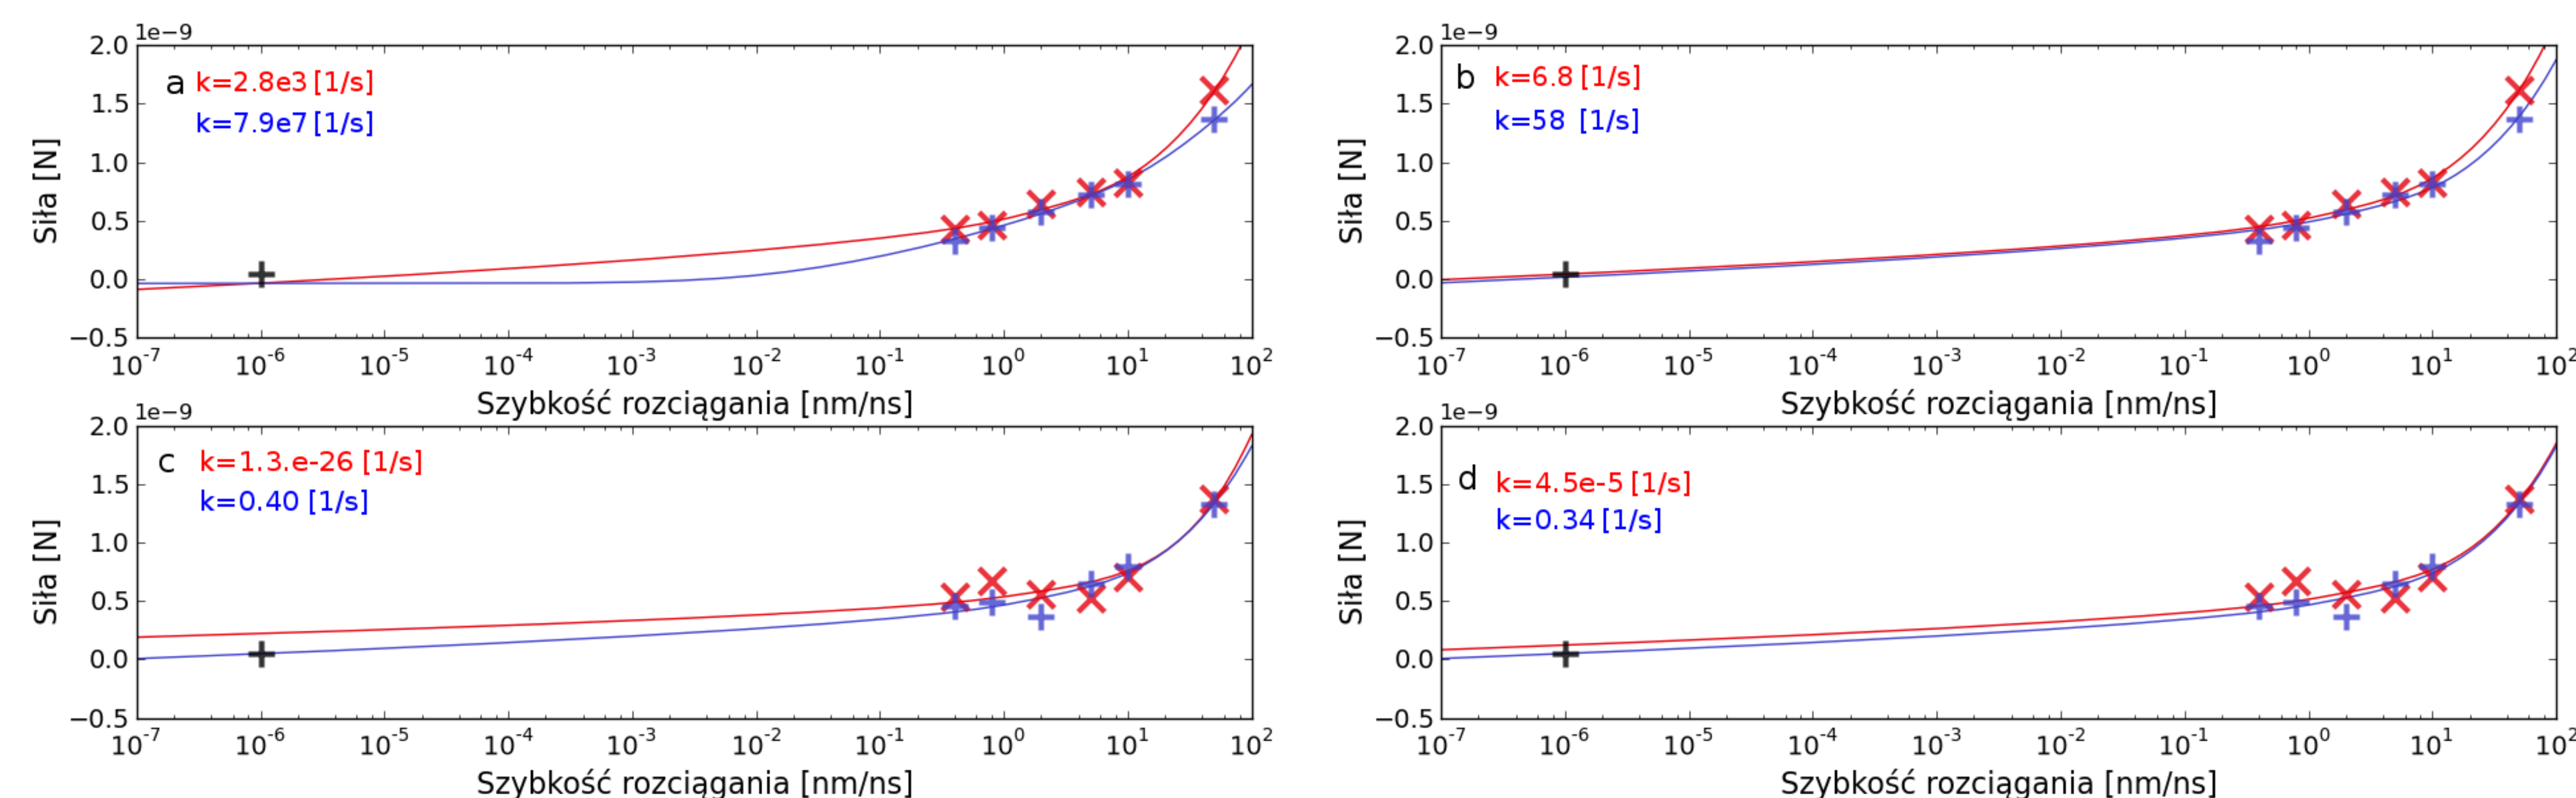 1e−9
2.0
1.5
1.0
0.5
0.0
−0.5
Siła [N]
a k=2.8e3 [1/s]
k=7.9e7 [1/s]
10-7 10-6 10-5 10-4 10-3 10-2 10-1 100 101 102
Szybkość rozciągania [nm/ns]
1e−9
2.0
1.5
1.0
0.5
0.0
−0.5
Siła [N]
b k=6.8 [1/s]
k=58 [1/s]
10-7 10-6 10-5 10-4 10-3 10-2 10-1 100 101 102
Szybkość rozciągania [nm/ns]
1e−9
2.0
1.5
1.0
0.5
0.0
−0.5
Siła [N]
c k=1.3.e-26 [1/s]
k=0.40 [1/s]
10-7 10-6 10-5 10-4 10-3 10-2 10-1 100 101 102
Szybkość rozciągania [nm/ns]
1e−9
2.0
1.5
1.0
0.5
0.0
−0.5
Siła [N]
d k=4.5e-5 [1/s]
k=0.34 [1/s]
10-7 10-6 10-5 10-4 10-3 10-2 10-1 100 101 102
Szybkość rozciągania [nm/ns]